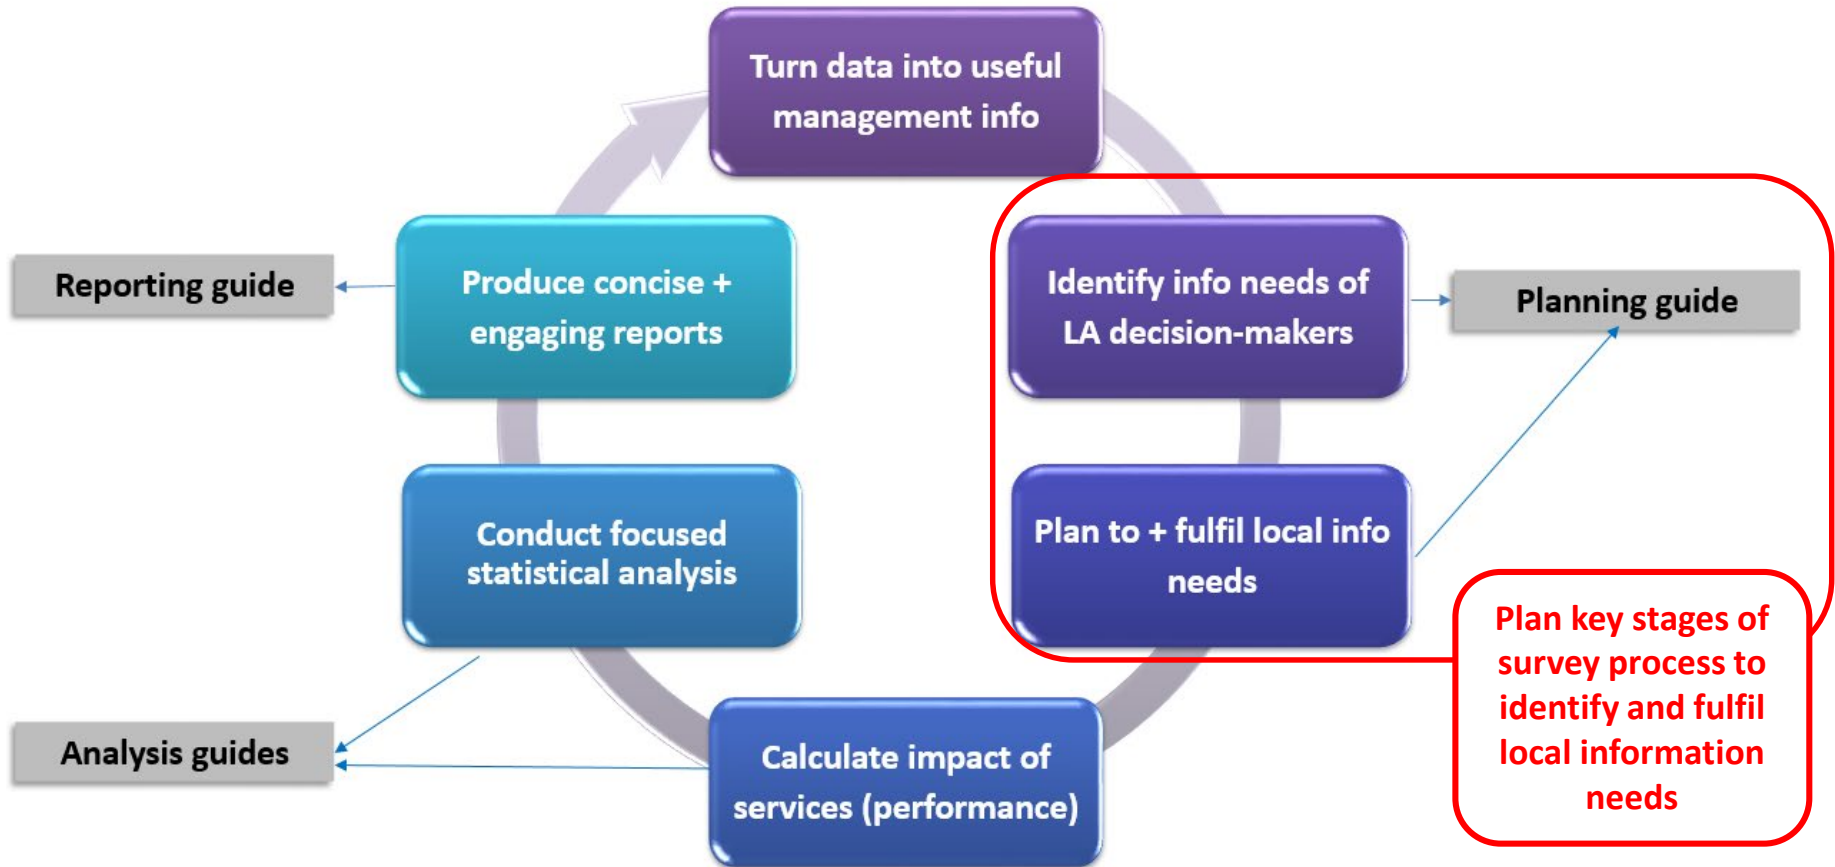 Turn data into useful
management info
Reporting guide
Produce concise +
engaging reports
Identify info needs of
LA decision-makers
Planning guide
Conduct focused
statistical analysis
Plan to + fulfil local info
needs
Plan key stages of
survey process to
identify and fulfil
local information
needs
Analysis guides
Calculate impact of
services (performance)